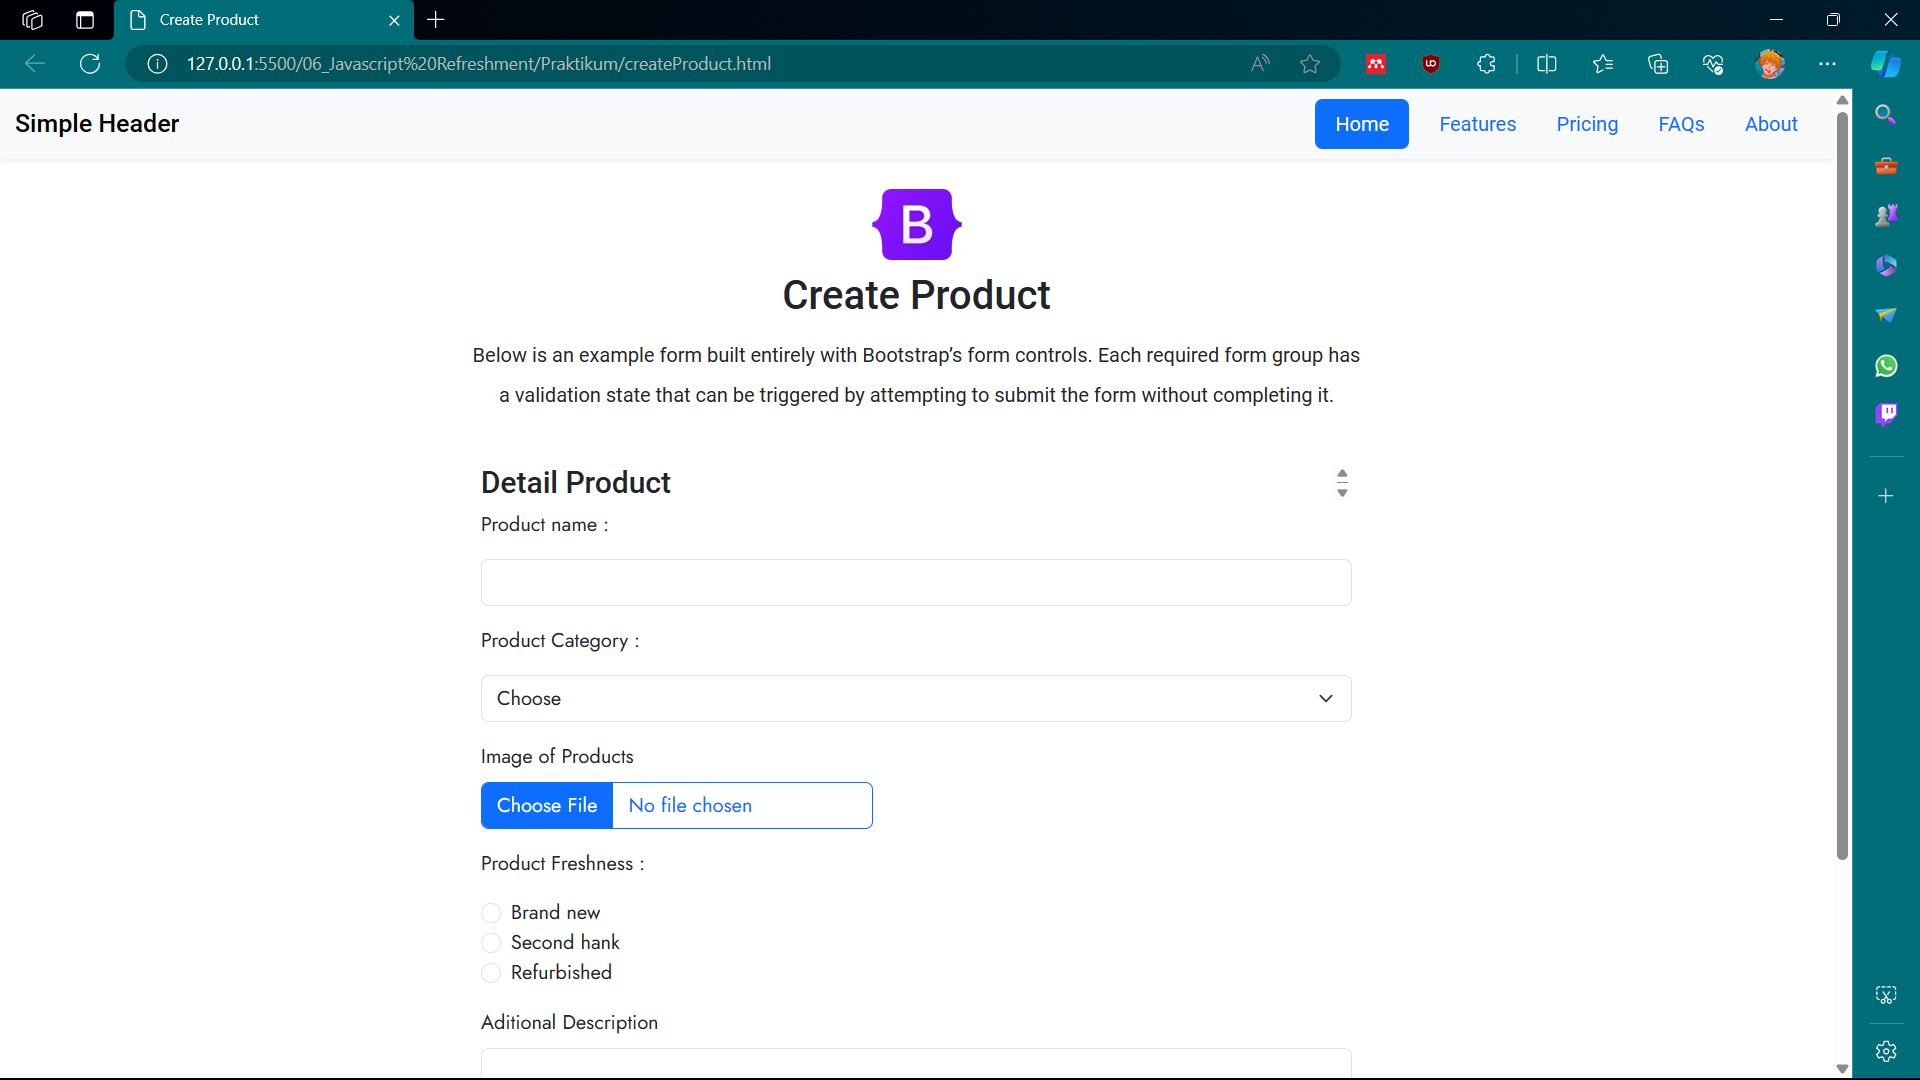 Create Product
127.0.0.1:5500/06_Javascript%20Refreshment/Praktikum/createProduct.html
Simple Header
Home Features Pricing FAQs About
B
Create Product
Below is an example form built entirely with Bootstrap’s form controls. Each required form group has
a validation state that can be triggered by attempting to submit the form without completing it.
Detail Product
Product name :
Product Category :
Choose
Image of Products
Choose File No file chosen
Product Freshness :
Brand new
Second hank
Refurbished
Aditional Description